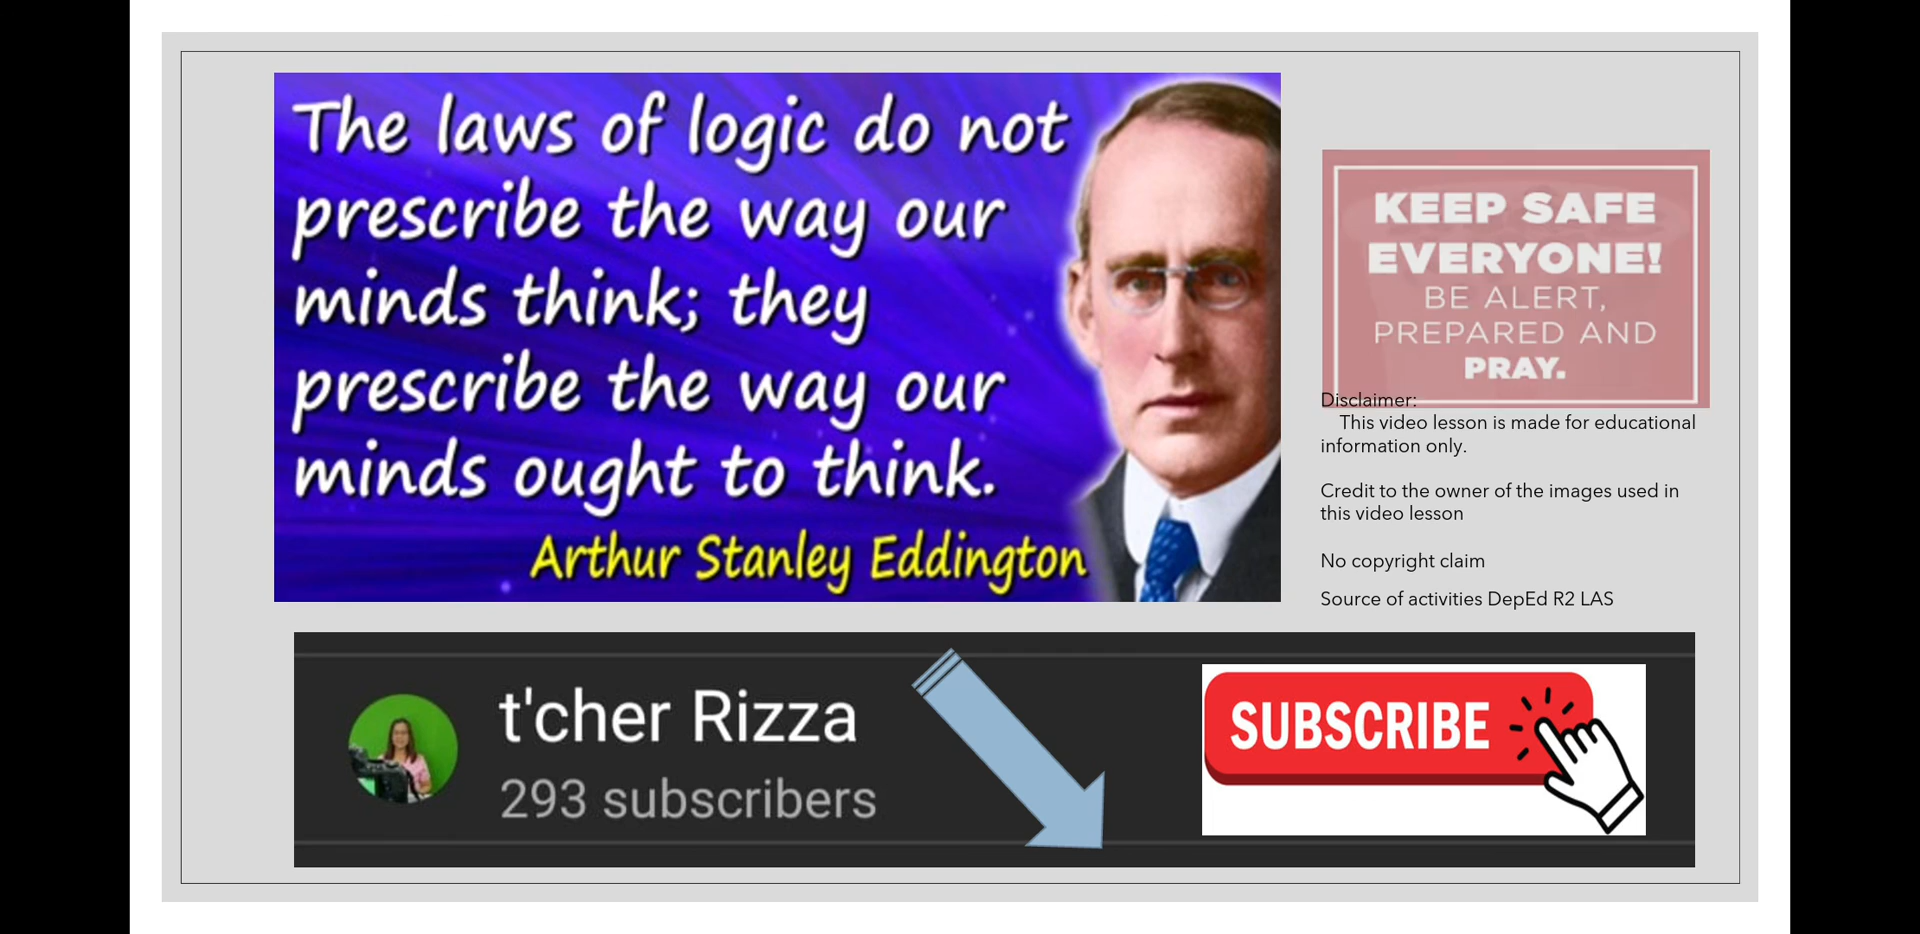 The laws of logic do not
prescribe the way our
minds think; they
prescribe the way our
minds ought to think.
Arthur Stanley Eddington
KEEP SAFE
EVERYONE!
BE ALERT,
PREPARED AND
PRAY.
Disclaimer:
This video lesson is made for educational
information only.
Credit to the owner of the images used in
this video lesson
No copyright claim
Source of activities DepEd R2 LAS
t'cher Rizza
293 subscribers
SUBSCRIBE